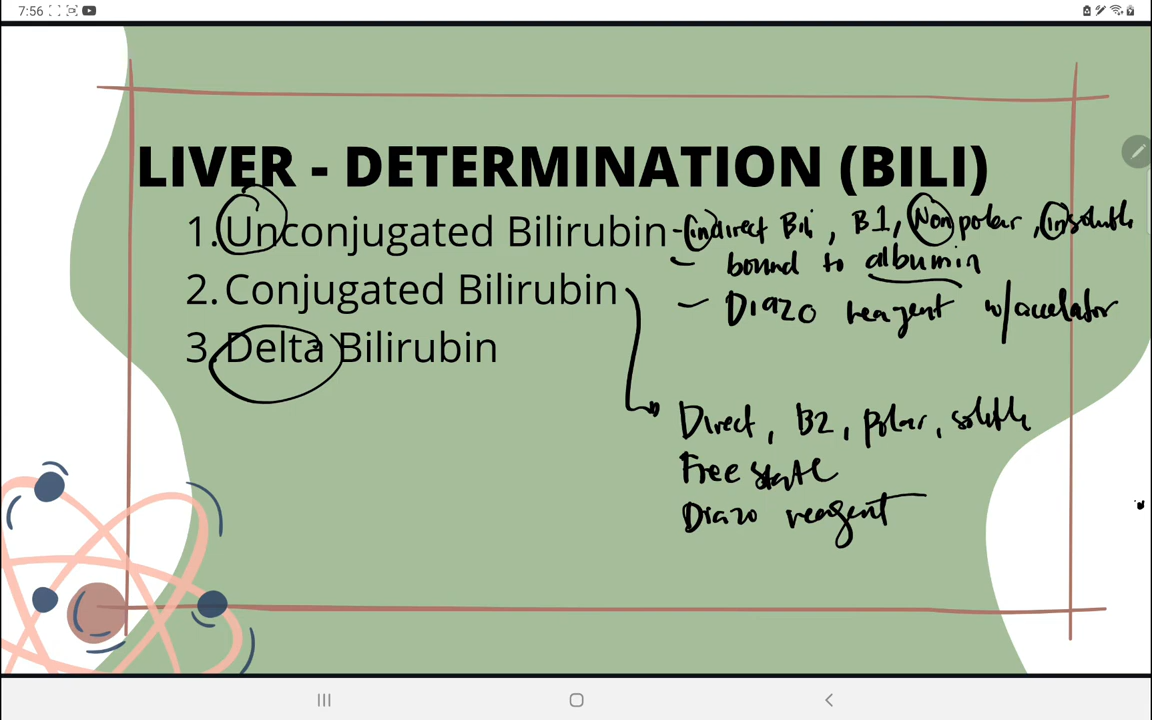 7:56
LIVER - DETERMINATION (BILI)
1. Unconjugated Bilirubin - indirect Bili, B1, Nonpolar, insoluble
- bound to albumin
- Diazo reagent w/accelator
2. Conjugated Bilirubin
3. Delta Bilirubin
Direct, B2, polar, soluble
Free state
Diazo reagent